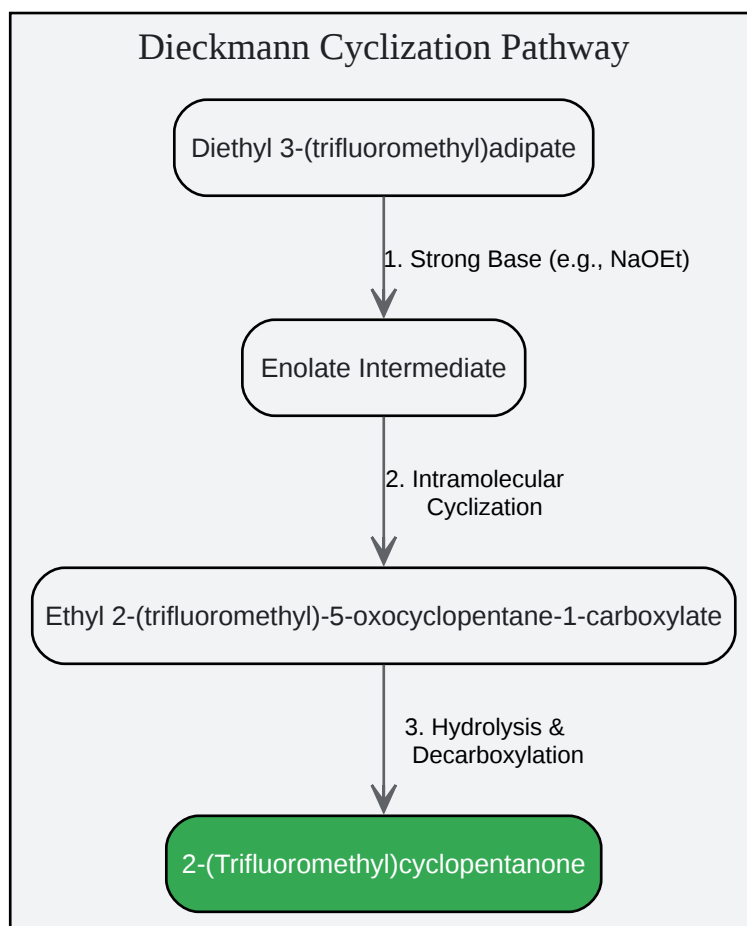 Dieckmann Cyclization Pathway
Diethyl 3-(trifluoromethyl)adipate
1. Strong Base (e.g., NaOEt)
Enolate Intermediate
2. Intramolecular
Cyclization
Ethyl 2-(trifluoromethyl)-5-oxocyclopentane-1-carboxylate
3. Hydrolysis &
Decarboxylation
2-(Trifluoromethyl)cyclopentanone